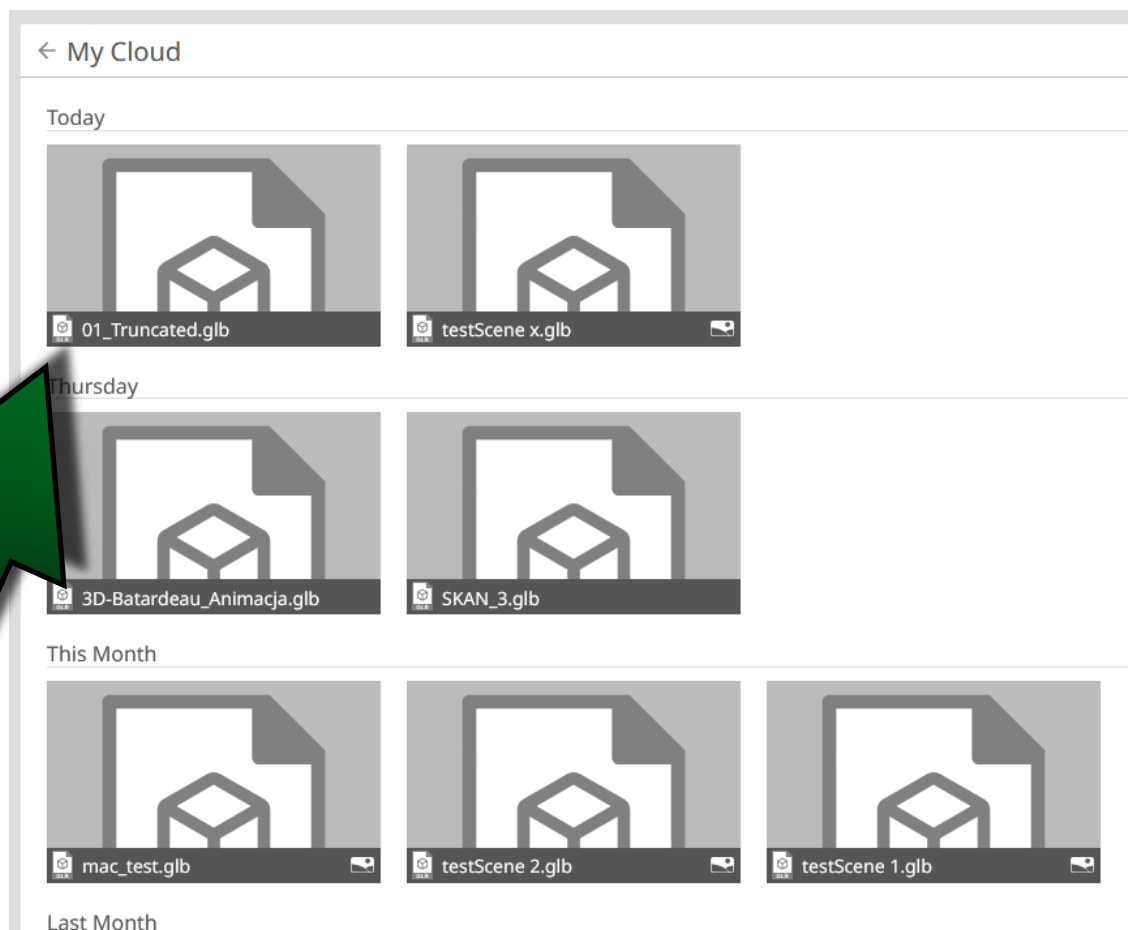 My Cloud
Today
01_Truncated.glb
testScene x.glb
Thursday
3D-Batardeau_Animacja.glb
SKAN_3.glb
This Month
mac_test.glb
testScene 2.glb
testScene 1.glb
Last Month